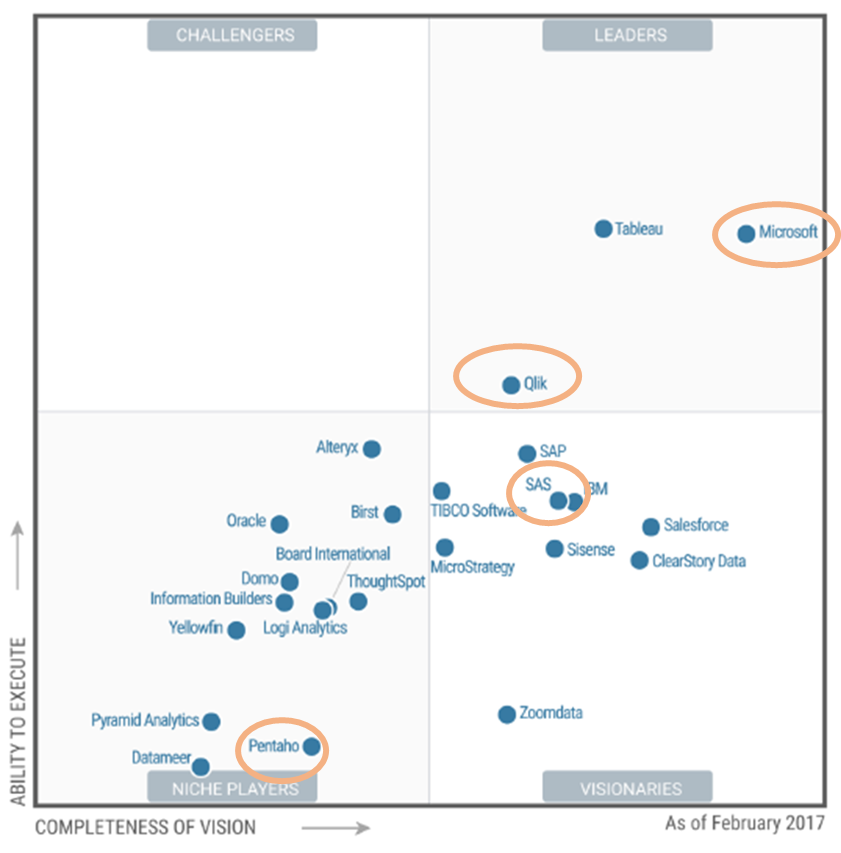 CHALLENGERS
LEADERS
Tableau
Microsoft
Qlik
Alteryx
SAP
SAS
IBM
TIBCO Software
Birst
Oracle
Salesforce
Board International
Sisense
ClearStory Data
MicroStrategy
Domo
ThoughtSpot
Information Builders
Yellowfin
Logi Analytics
Zoomdata
Pyramid Analytics
Pentaho
Datameer
NICHE PLAYERS
VISIONARIES
ABILITY TO EXECUTE
COMPLETENESS OF VISION
As of February 2017